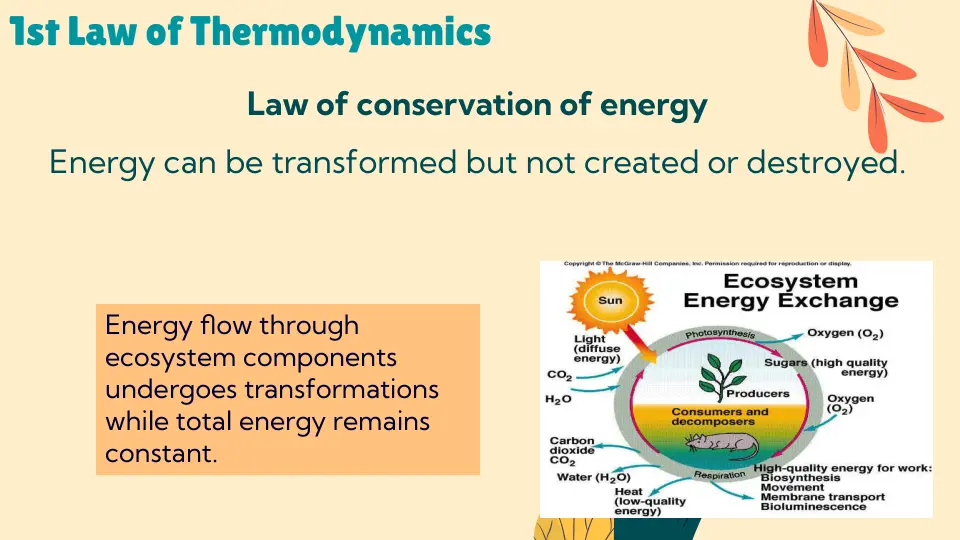 1st Law of Thermodynamics
Law of conservation of energy
Energy can be transformed but not created or destroyed.
Energy flow through
ecosystem components
undergoes transformations
while total energy remains
constant.
Copyright © The McGraw-Hill Companies, Inc. Permission required for reproduction or display.
Ecosystem
Energy Exchange
Sun
Light
(diffuse
energy)
CO₂
H₂O
Photosynthesis
Oxygen (O₂)
Sugars (high quality
energy)
Producers
Oxygen
(O₂)
Consumers and
decomposers
Carbon
dioxide
CO₂
Water (H₂O)
Respiration
Heat
(low-quality
energy)
High-quality energy for work:
Biosynthesis
Movement
Membrane transport
Bioluminescence